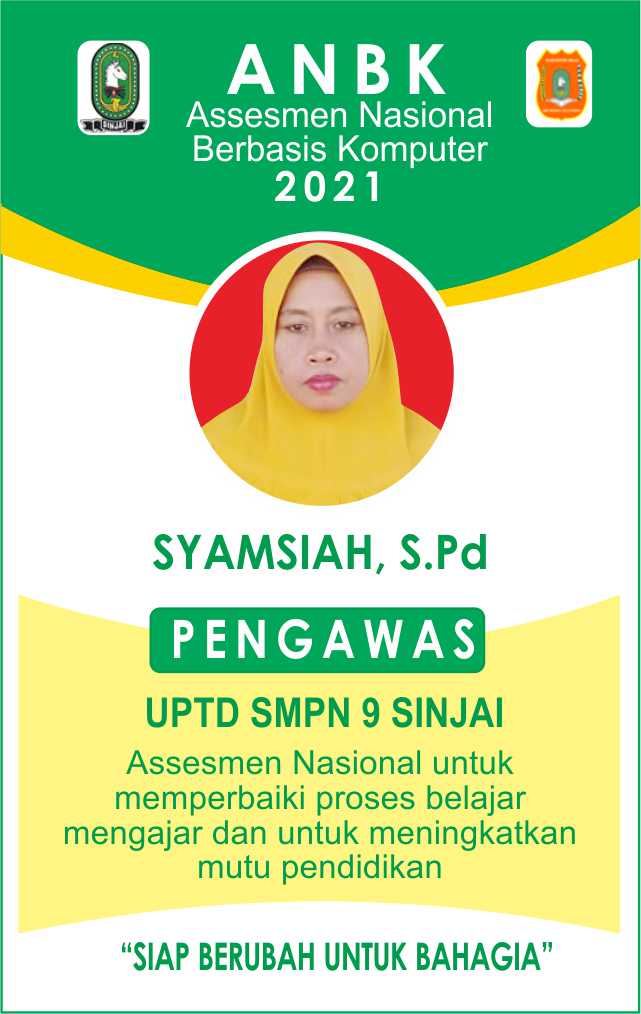 ANBK
Assesmen Nasional
Berbasis Komputer
2021
SINJAI
SYAMSIAH, S.Pd
PENGAWAS
UPTD SMPN 9 SINJAI
Assesmen Nasional untuk
memperbaiki proses belajar
mengajar dan untuk meningkatkan
mutu pendidikan
“SIAP BERUBAH UNTUK BAHAGIA”